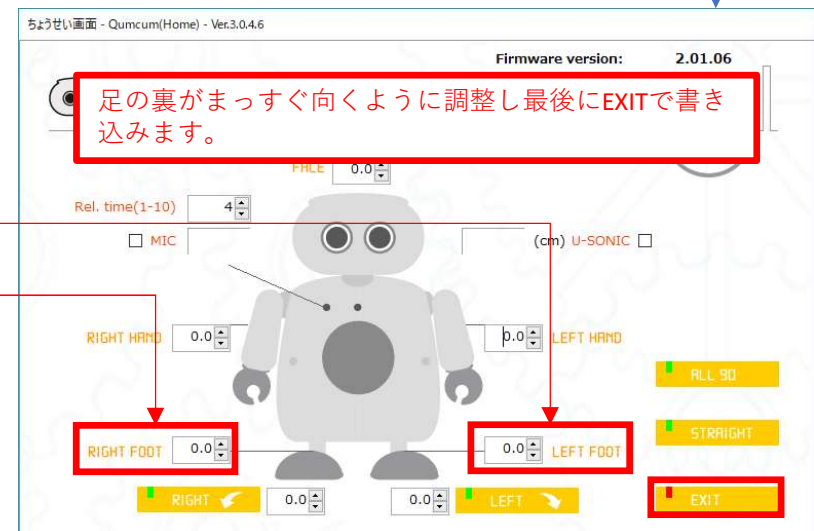 ちょうせい画面 - Qumcum(Home) - Ver.3.0.4.6
Firmware version: 2.01.06
足の裏がまっすぐ向くように調整し最後にEXITで書き
込みます。
FACE 0.0
Rel. time(1-10) 4
MIC
(cm) U-SONIC
RIGHT HAND 0.0
0.0 LEFT HAND
ALL 90
STRAIGHT
RIGHT FOOT 0.0
0.0 LEFT FOOT
RIGHT 0.0
0.0 LEFT
EXIT